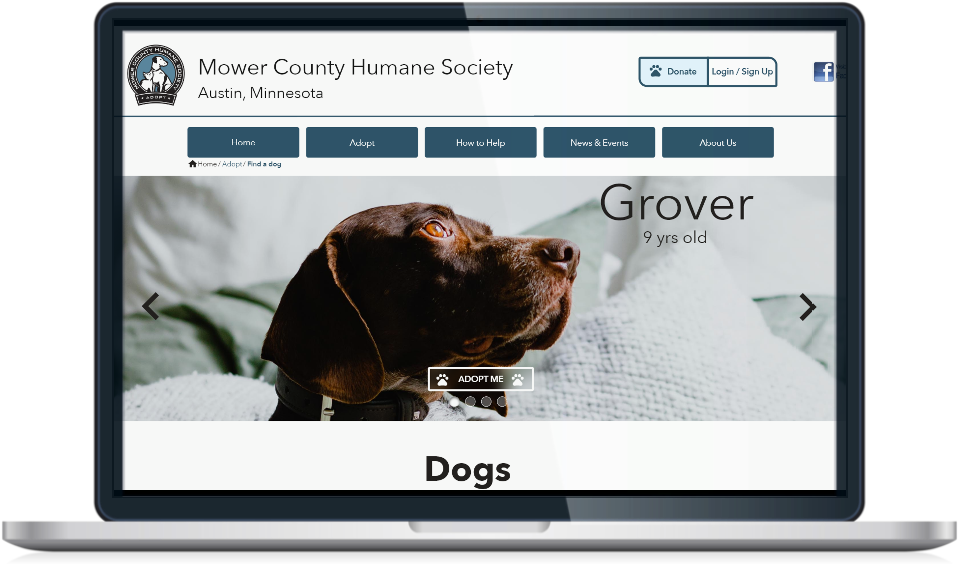 MOWER COUNTY HUMANE SOCIETY
ADOPT
Mower County Humane Society
Austin, Minnesota
Donate
Login / Sign Up
f
Home
Adopt
How to Help
News & Events
About Us
Home / Adopt / Find a dog
Grover
9 yrs old
ADOPT ME
Dogs